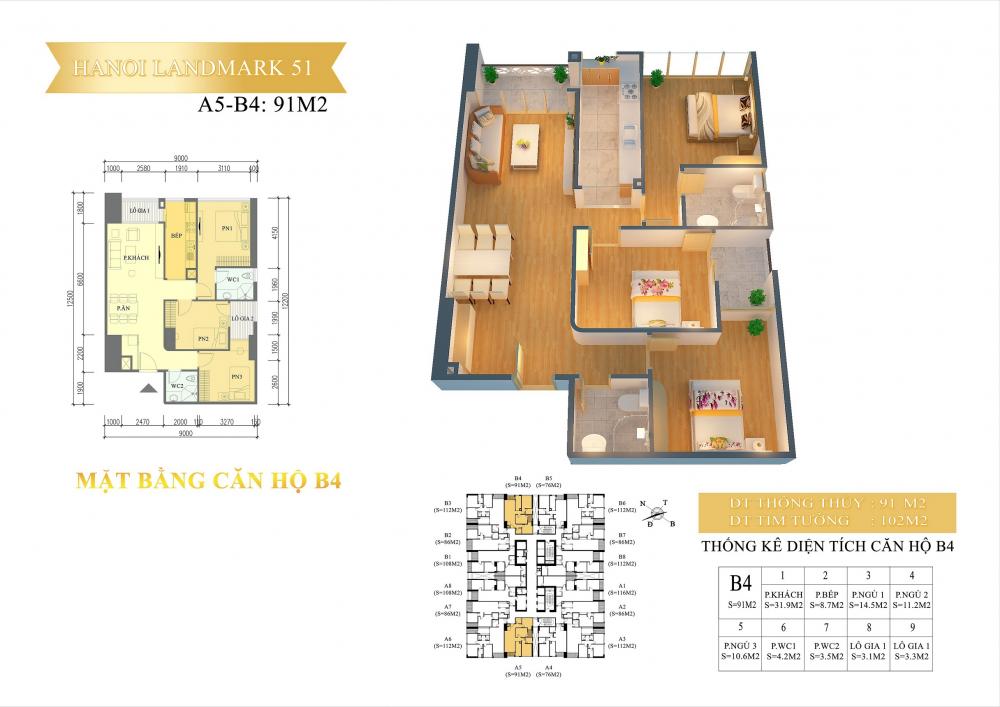 HANOI LANDMARK 51
A5-B4: 91M2
9000
1000 2580 1910 3110 400
1800
6600
2200
1900
12500
4150
1960
1990
1500
2600
12200
LÔ GIA 1
BẾP
PN1
P.KHÁCH
WC1
P.ĂN
LÔ GIA 2
PN2
PN3
WC2
1000 2470 2000 150 3270 150
9000
MẶT BẰNG CĂN HỘ B4
B4
(S=91M2)
B5
(S=76M2)
B3
(S=112M2)
B2
(S=86M2)
B1
(S=108M2)
A8
(S=108M2)
A7
(S=86M2)
A6
(S=112M2)
B6
(S=112M2)
B7
(S=86M2)
B8
(S=112M2)
A1
(S=116M2)
A2
(S=86M2)
A3
(S=112M2)
A5
(S=91M2)
A4
(S=76M2)
N T
Đ B
DT THÔNG THỦY : 91 M2
DT TIM TƯỜNG : 102M2
THỐNG KÊ DIỆN TÍCH CĂN HỘ B4
B4
S=91M2
1
P.KHÁCH
S=31.9M2
2
P.BẾP
S=8.7M2
3
P.NGỦ 1
S=14.5M2
4
P.NGỦ 2
S=11.2M2
5
P.NGỦ 3
S=10.6M2
6
P.WC1
S=4.2M2
7
P.WC2
S=3.5M2
8
LÔ GIA 1
S=3.1M2
9
LÔ GIA 1
S=3.3M2